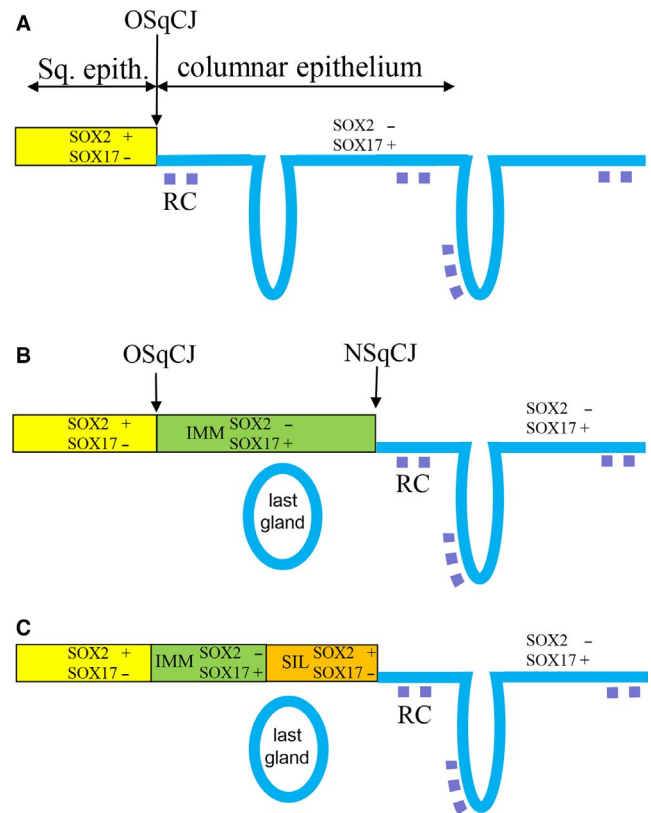 A
OSqCJ
Sq. epith.
columnar epithelium
SOX2 +
SOX17 –
SOX2 –
SOX17 +
RC
B
OSqCJ
NSqCJ
SOX2 +
SOX17 –
IMM
SOX2 –
SOX17 +
SOX2 –
SOX17 +
last
gland
RC
C
SOX2 +
SOX17 –
IMM
SOX2 –
SOX17 +
SIL
SOX2 +
SOX17 –
SOX2 –
SOX17 +
RC
last
gland